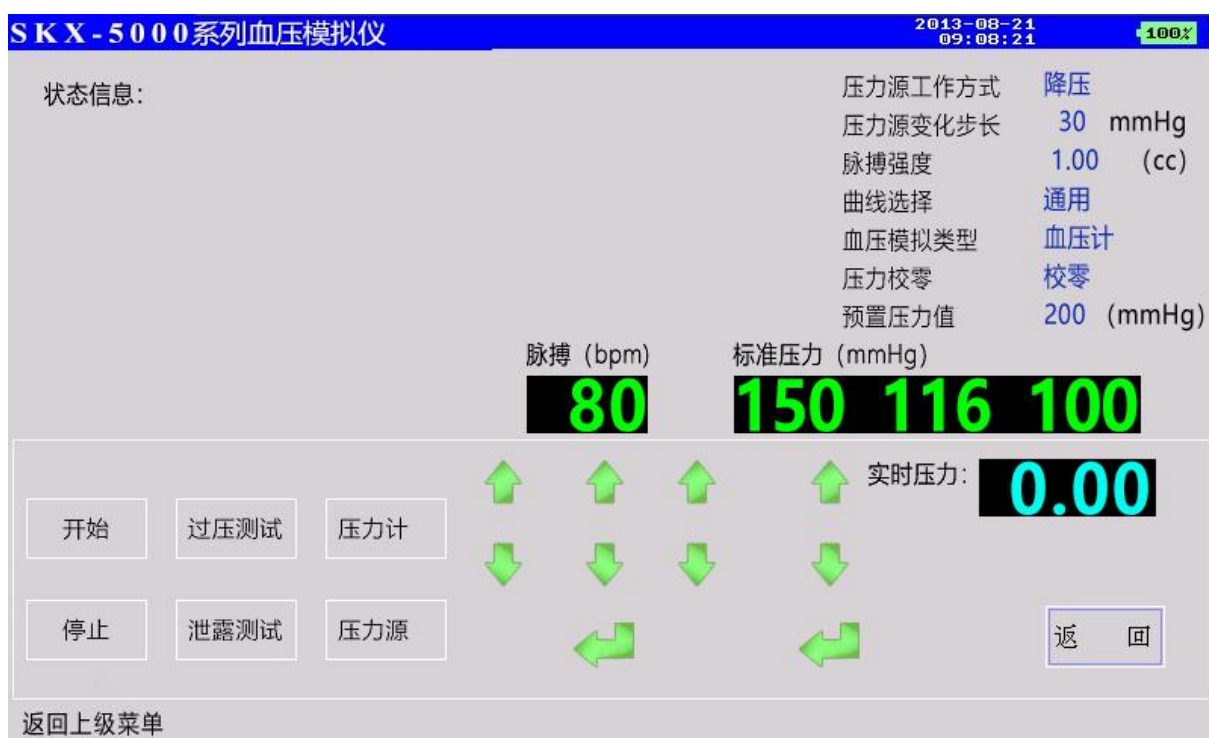 SKX-5000系列血压模拟仪 2013-08-21 100%
09:08:21
状态信息： 压力源工作方式 降压
压力源变化步长 30 mmHg
脉搏强度 1.00 (cc)
曲线选择 通用
血压模拟类型 血压计
压力校零 校零
预置压力值 200 (mmHg)
脉搏 (bpm) 标准压力 (mmHg)
80 150 116 100
实时压力： 0.00
开始 过压测试 压力计
停止 泄露测试 压力源 返 回
返回上级菜单